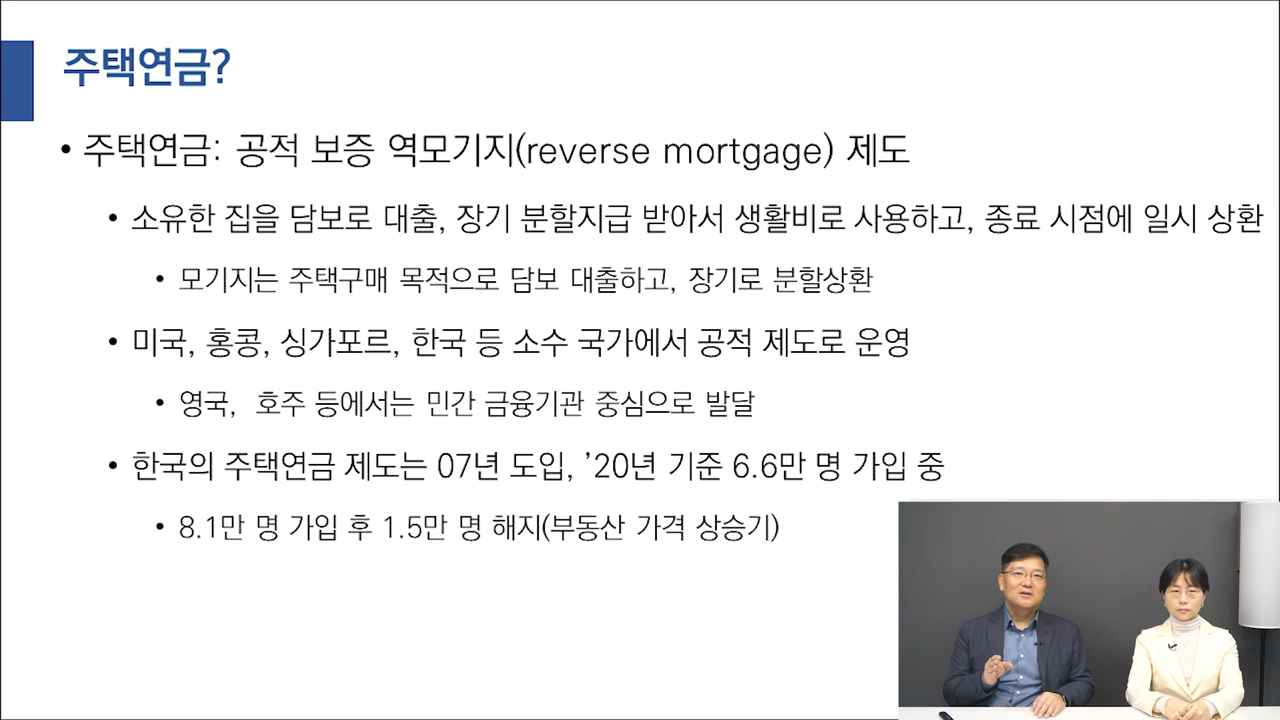 주택연금?
• 주택연금: 공적 보증 역모기지(reverse mortgage) 제도
• 소유한 집을 담보로 대출, 장기 분할지급 받아서 생활비로 사용하고, 종료 시점에 일시 상환
• 모기지는 주택구매 목적으로 담보 대출하고, 장기로 분할상환
• 미국, 홍콩, 싱가포르, 한국 등 소수 국가에서 공적 제도로 운영
• 영국, 호주 등에서는 민간 금융기관 중심으로 발달
• 한국의 주택연금 제도는 07년 도입, ’20년 기준 6.6만 명 가입 중
• 8.1만 명 가입 후 1.5만 명 해지(부동산 가격 상승기)